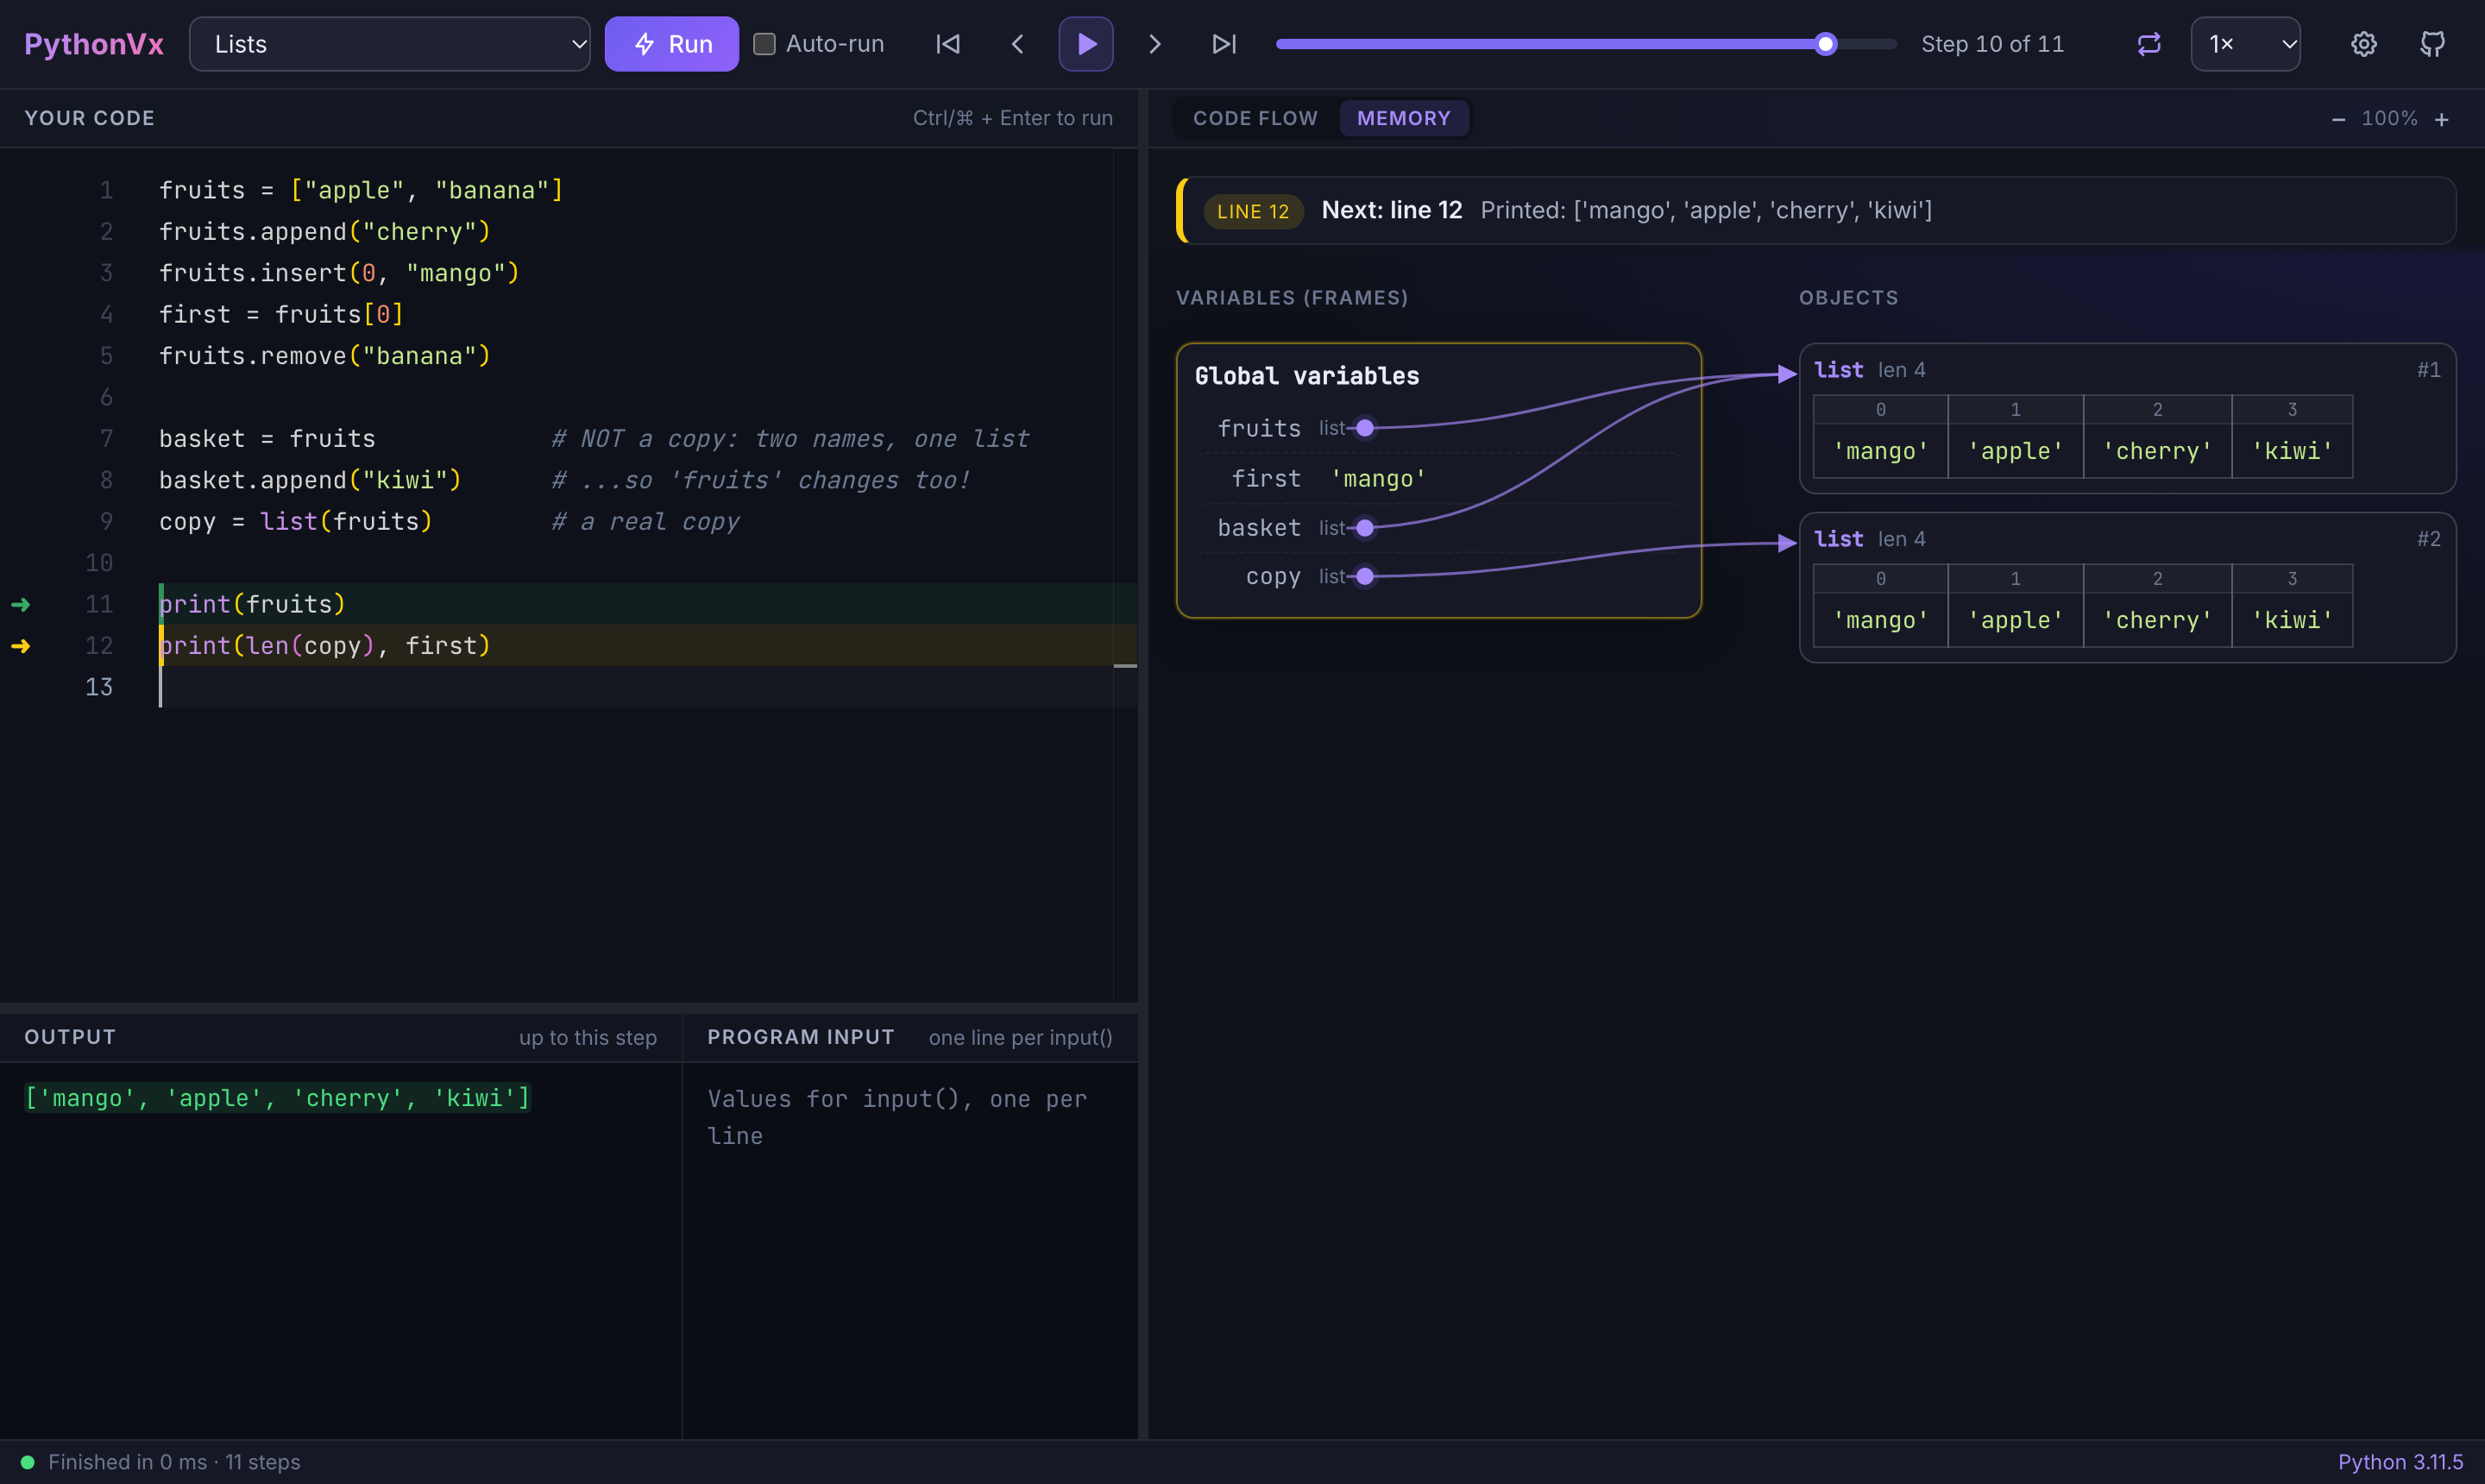 PythonVx
Lists
Run
Auto-run
Step 10 of 11
1×
YOUR CODE
Ctrl/⌘ + Enter to run
1 fruits = ["apple", "banana"]
2 fruits.append("cherry")
3 fruits.insert(0, "mango")
4 first = fruits[0]
5 fruits.remove("banana")
6
7 basket = fruits # NOT a copy: two names, one list
8 basket.append("kiwi") # ...so 'fruits' changes too!
9 copy = list(fruits) # a real copy
10
11 print(fruits)
12 print(len(copy), first)
13
OUTPUT
up to this step
['mango', 'apple', 'cherry', 'kiwi']
PROGRAM INPUT
one line per input()
Values for input(), one per
line
CODE FLOW
MEMORY
− 100% +
LINE 12 Next: line 12 Printed: ['mango', 'apple', 'cherry', 'kiwi']
VARIABLES (FRAMES)
Global variables
fruits list
first 'mango'
basket list
copy list
OBJECTS
list len 4 #1
0 1 2 3
'mango' 'apple' 'cherry' 'kiwi'
list len 4 #2
0 1 2 3
'mango' 'apple' 'cherry' 'kiwi'
Finished in 0 ms · 11 steps
Python 3.11.5